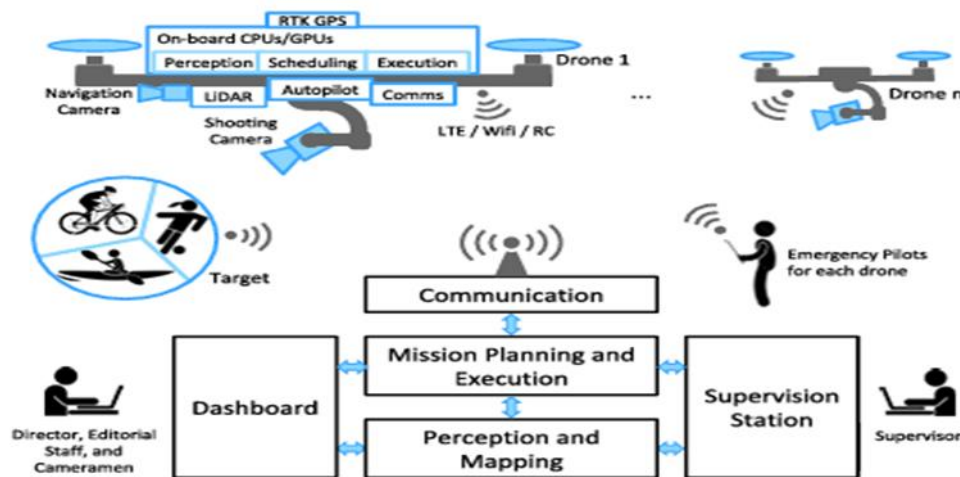 RTK GPS
On-board CPUs/GPUs
Perception
Scheduling
Execution
Drone 1
Navigation
Camera
LiDAR
Autopilot
Comms
Shooting
Camera
LTE / Wifi / RC
...
Drone n
Target
Emergency Pilots
for each drone
Communication
Mission Planning and
Execution
Dashboard
Supervision
Station
Perception and
Mapping
Director, Editorial
Staff, and
Cameramen
Supervisor